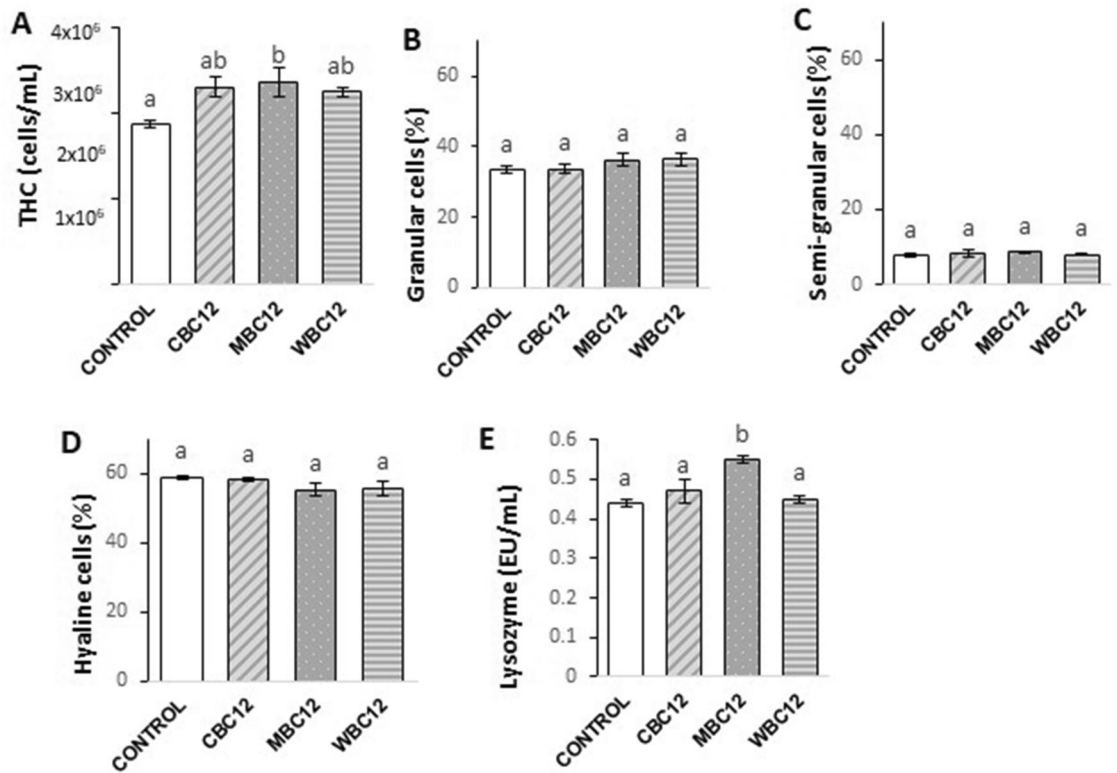 A
THC (cells/mL)
4x10⁶
3x10⁶
2x10⁶
1x10⁶
a
ab
b
ab
CONTROL
CBC12
MBC12
WBC12
B
Granular cells(%)
60
40
20
0
a
a
a
a
CONTROL
CBC12
MBC12
WBC12
C
Semi-granular cells(%)
60
40
20
0
a
a
a
a
CONTROL
CBC12
MBC12
WBC12
D
Hyaline cells(%)
60
40
20
0
a
a
a
a
CONTROL
CBC12
MBC12
WBC12
E
Lysozyme (EU/mL)
0.6
0.5
0.4
0.3
0.2
0.1
0
a
a
b
a
CONTROL
CBC12
MBC12
WBC12